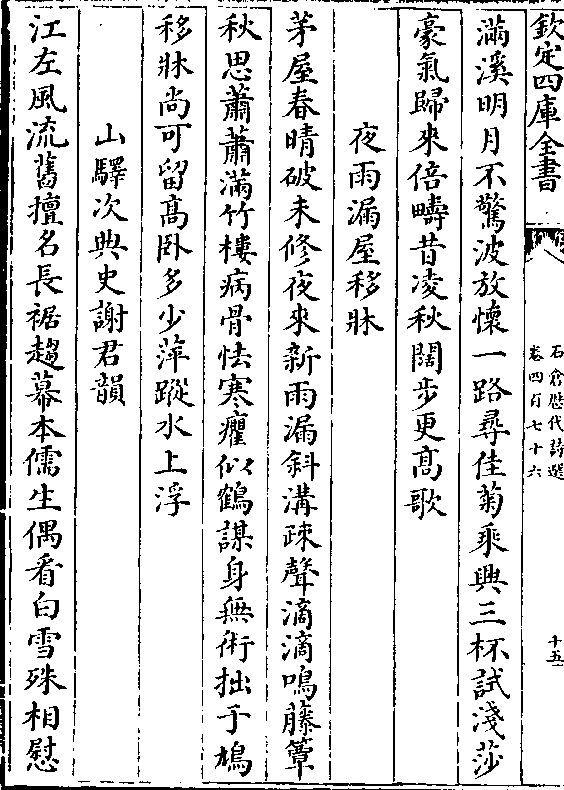 欽定四庫全書
石倉歷代詩選
卷四百七十六
十五
滿溪明月不驚波放懷一路尋佳菊乘興三杯試淺莎
豪氣歸來倍疇昔凌秋闊步更髙歌
夜雨漏屋移牀
茅屋春晴破未修夜來新雨漏斜溝疎聲滴滴鳴藤簟
秋思蕭蕭滿竹樓病骨怯寒癯似鶴謀身無術拙于鳩
移牀尚可留髙卧多少萍蹤水上浮
山驛次典史謝君韻
江左風流舊擅名長裾趨幕本儒生偶看白雪殊相慰